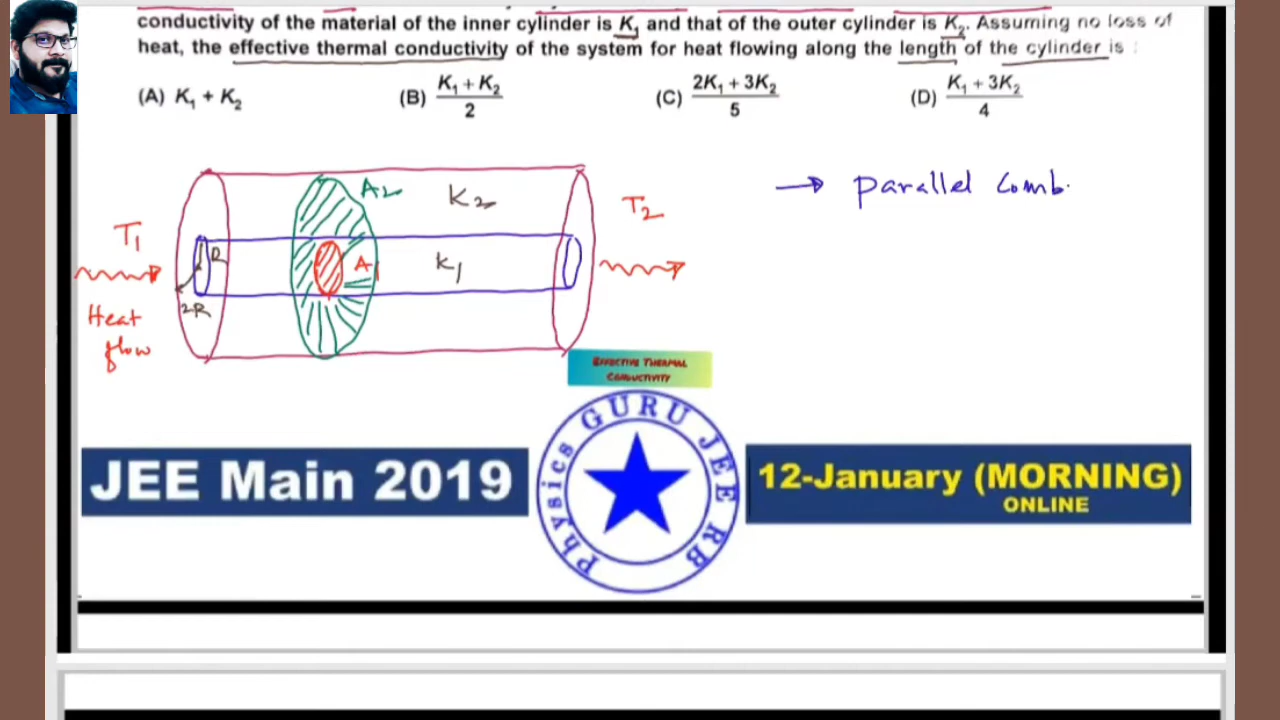 conductivity of the material of the inner cylinder is K₁ and that of the outer cylinder is K₂. Assuming no loss of
heat, the effective thermal conductivity of the system for heat flowing along the length of the cylinder is :
(A) K₁ + K₂ (B) K₁ + K₂ / 2 (C) 2K₁ + 3K₂ / 5 (D) K₁ + 3K₂ / 4
→ parallel Comb.
A₂
K₂
T₁
T₂
R
A₁
K₁
2R
Heat
flow
EFFECTIVE THERMAL
CONDUCTIVITY
Physics GURU JEE RB
JEE Main 2019
12-January (MORNING)
ONLINE